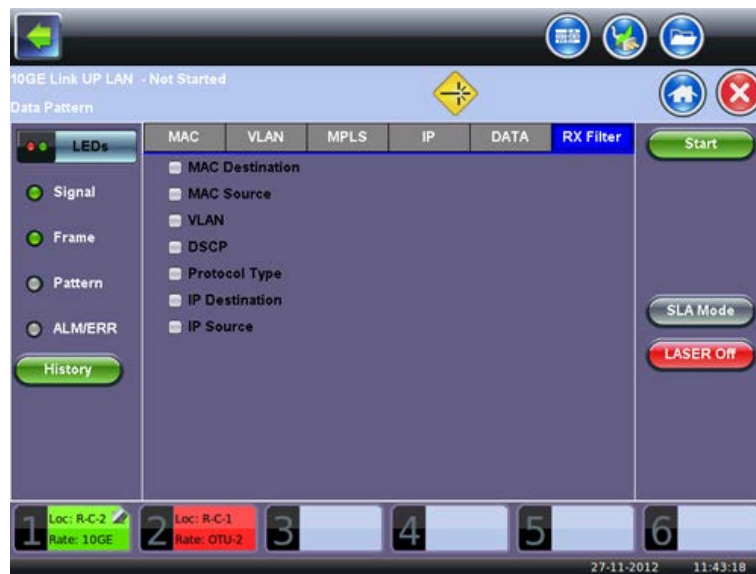 10GE Link UP LAN - Not Started
Data Pattern
LEDs
MAC VLAN MPLS IP DATA RX Filter
Start
MAC Destination
Signal
MAC Source
VLAN
Frame
DSCP
Pattern
Protocol Type
IP Destination
SLA Mode
ALM/ERR
IP Source
LASER Off
History
1 Loc: R-C-2
Rate: 10GE
2 Loc: R-C-1
Rate: OTU-2
3
4
5
6
27-11-2012 11:43:18